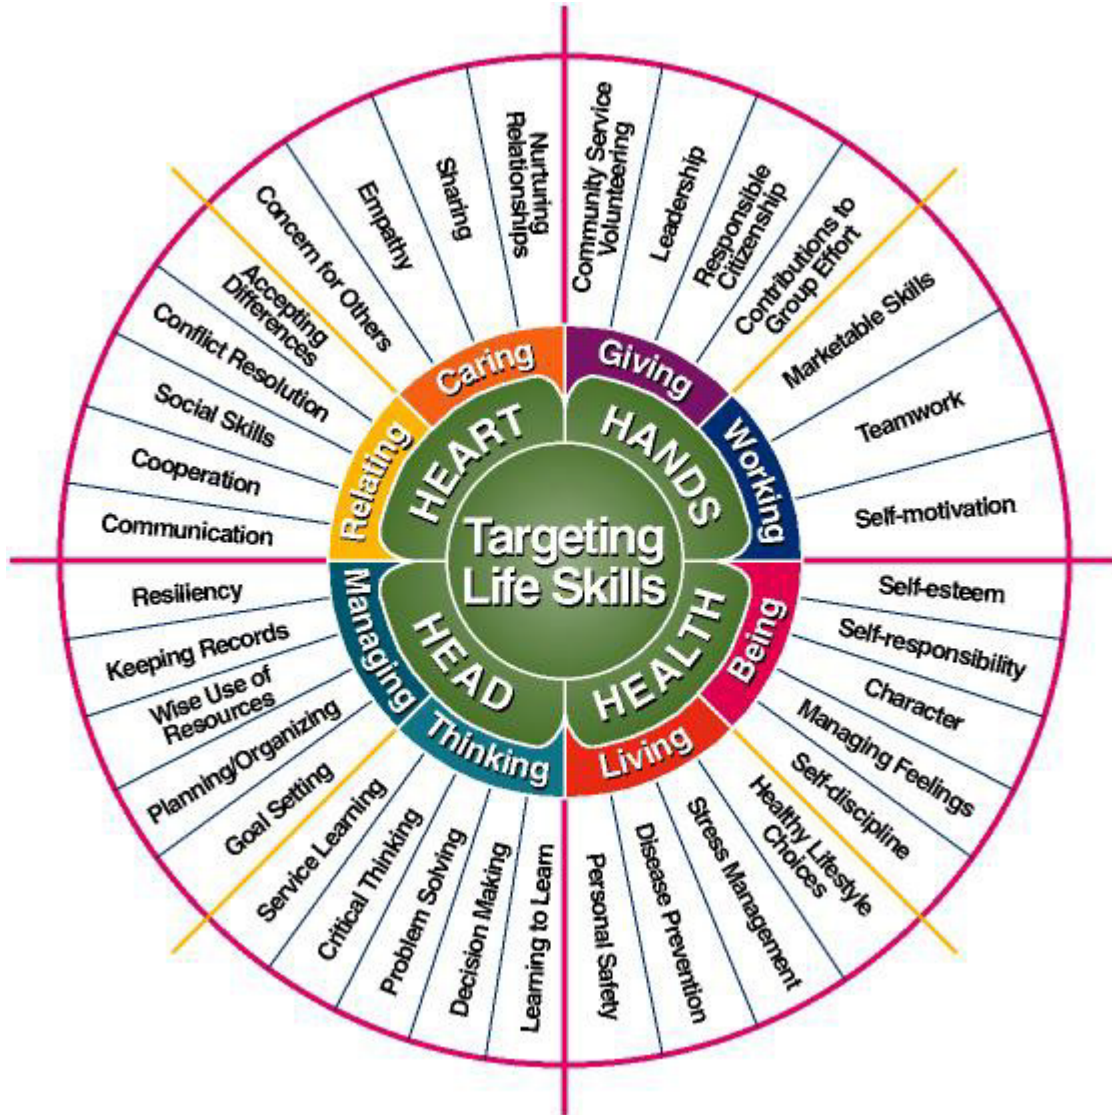 Targeting
Life Skills
HEART
HANDS
HEALTH
HEAD
Caring
Giving
Working
Being
Living
Thinking
Managing
Relating
Community Service
Volunteering
Leadership
Responsible
Citizenship
Contributions to
Group Effort
Marketable Skills
Teamwork
Self-motivation
Self-esteem
Self-responsibility
Character
Managing Feelings
Self-discipline
Healthy Lifestyle
Choices
Stress Management
Disease Prevention
Personal Safety
Learning to Learn
Decision Making
Problem Solving
Critical Thinking
Service Learning
Goal Setting
Planning/Organizing
Wise Use of
Resources
Keeping Records
Resiliency
Communication
Cooperation
Social Skills
Conflict Resolution
Accepting
Differences
Concern for Others
Empathy
Sharing
Nurturing
Relationships